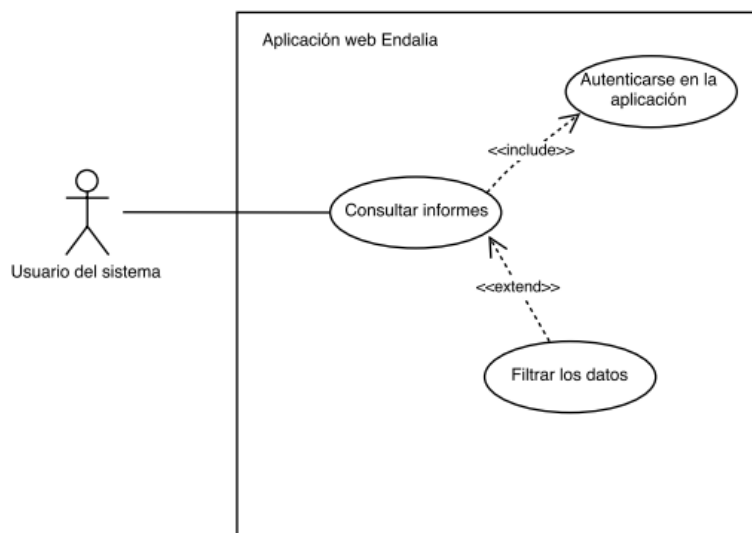 Aplicación web Endalia
Autenticarse en la
aplicación
<<include>>
Consultar informes
Usuario del sistema
<<extend>>
Filtrar los datos